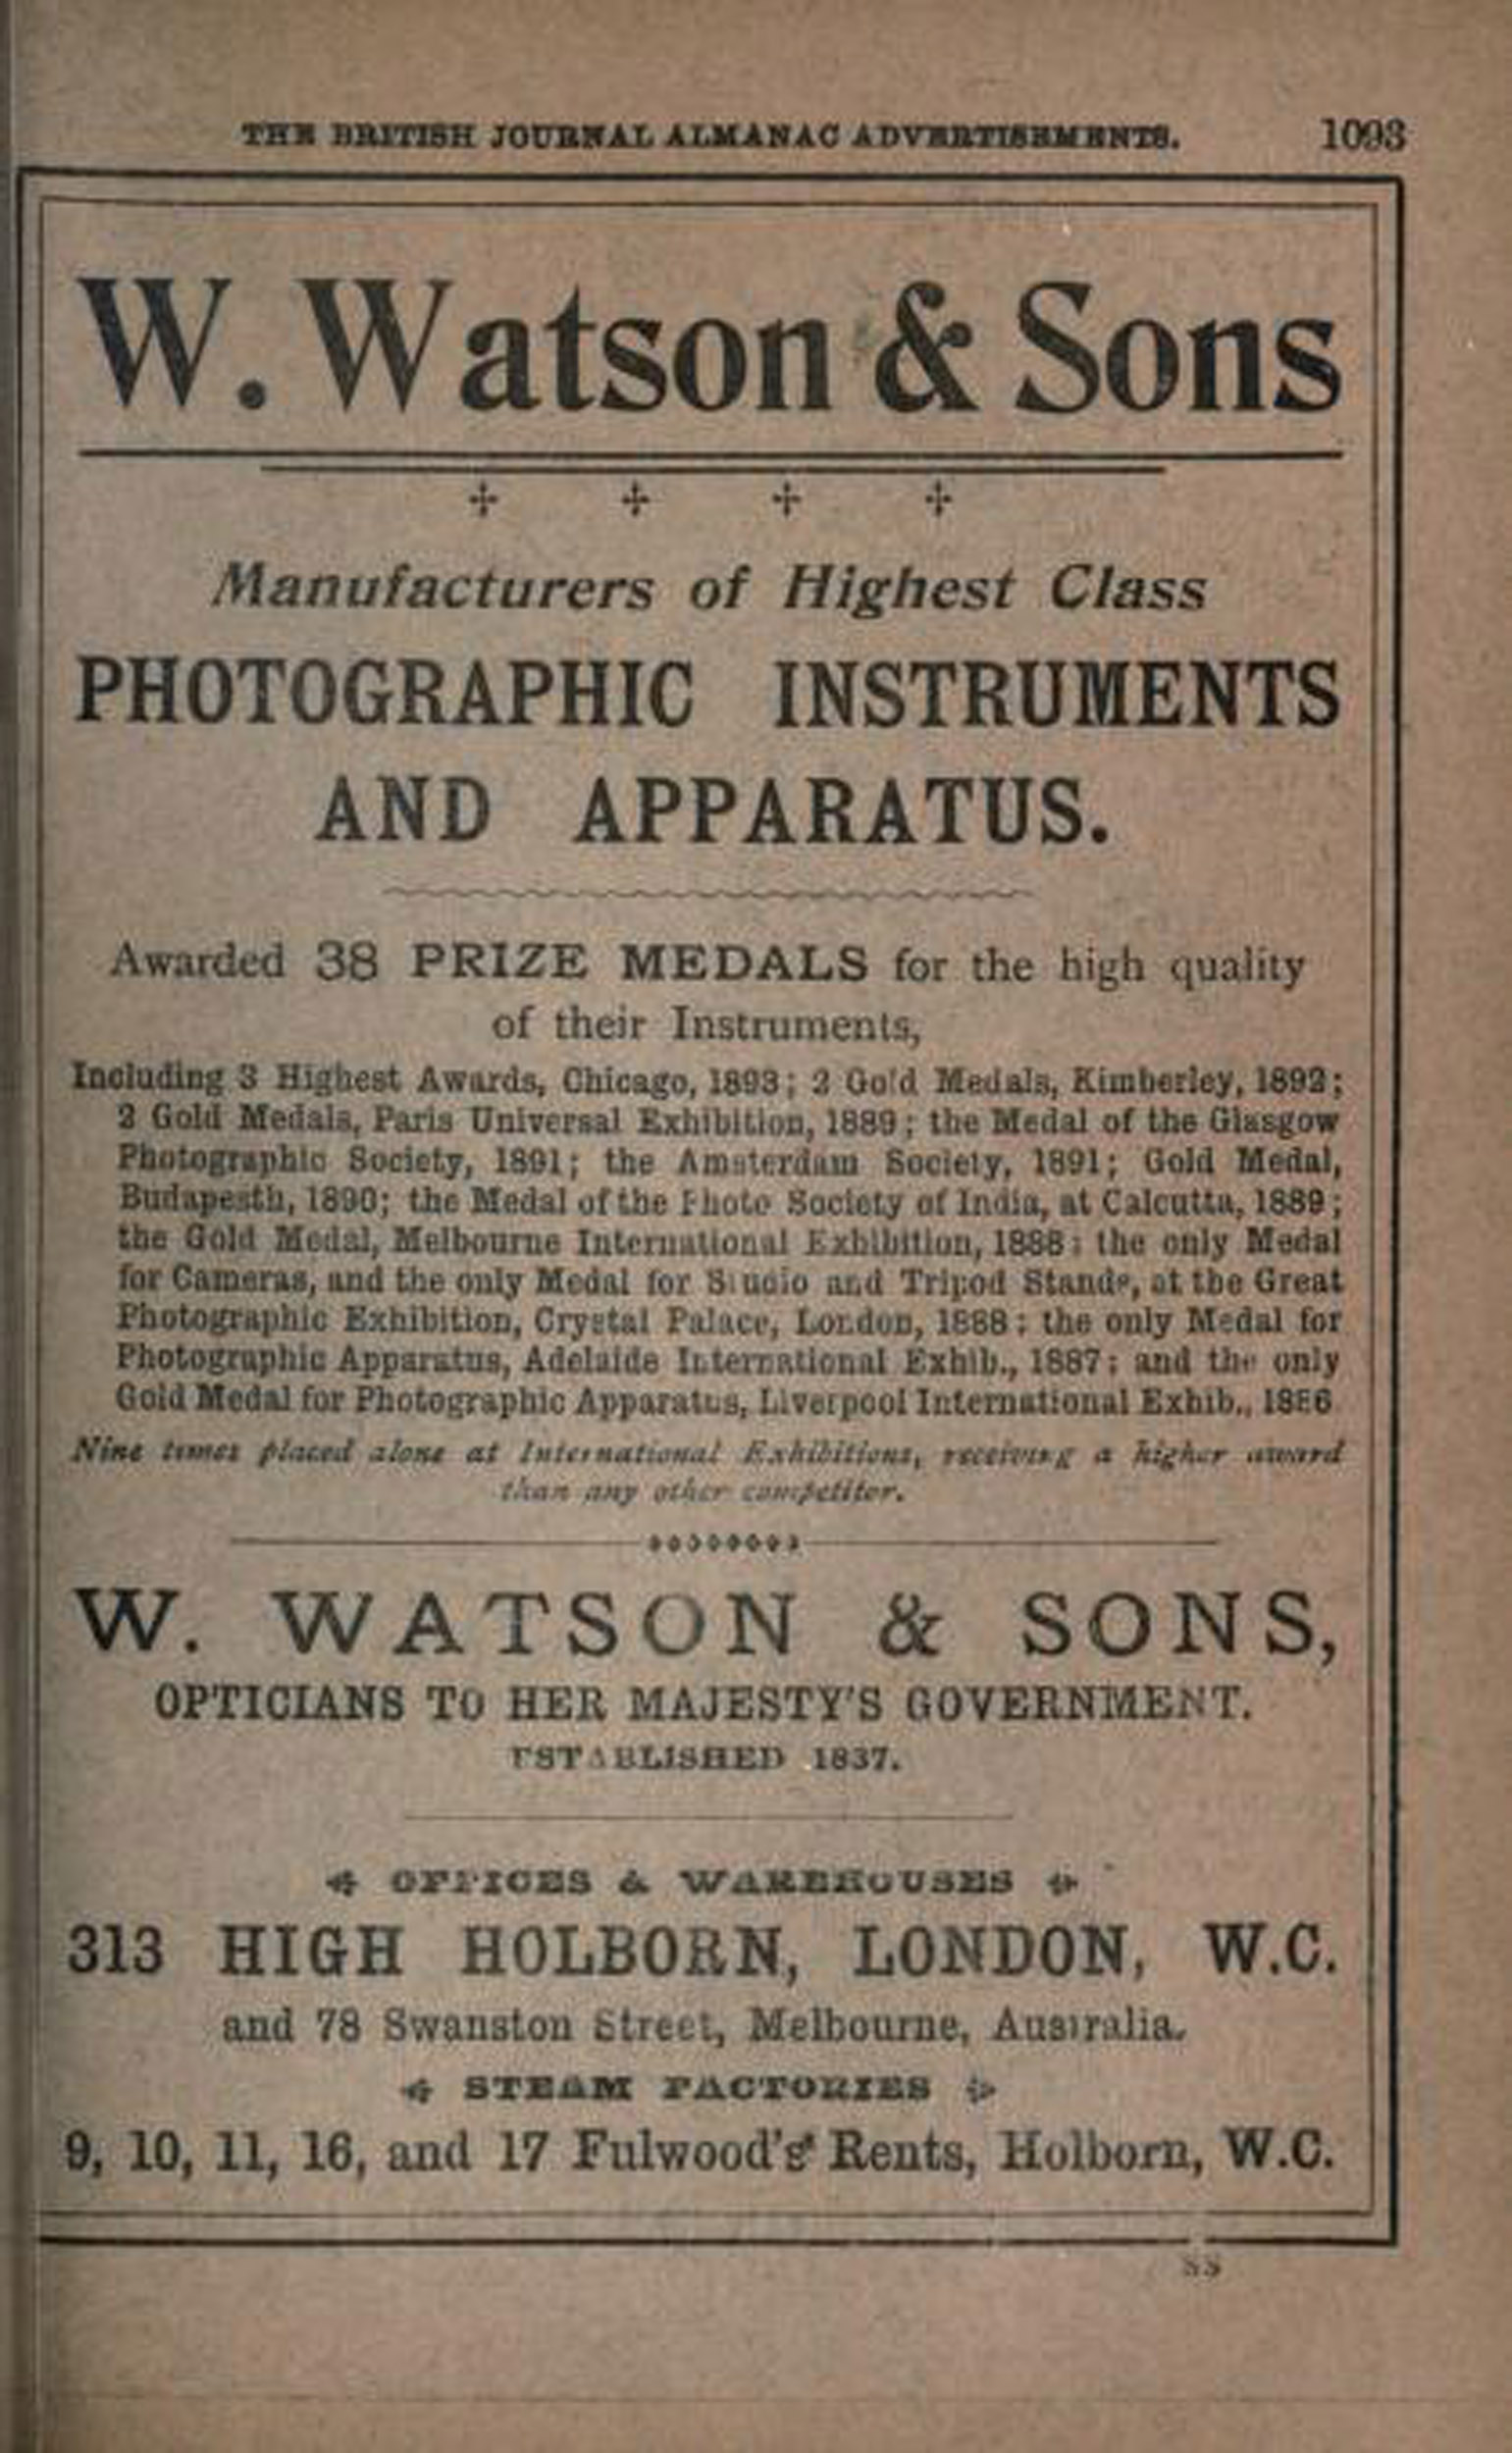 THE BRITISH JOURNAL ALMANAC ADVERTISEMENTS. 1093
W. Watson & Sons
Manufacturers of Highest Class
PHOTOGRAPHIC INSTRUMENTS
AND APPARATUS.
Awarded 38 PRIZE MEDALS for the high quality
of their Instruments,
Including 3 Highest Awards, Chicago, 1893; 2 Gold Medals, Kimberley, 1892;
2 Gold Medals, Paris Universal Exhibition, 1889; the Medal of the Glasgow
Photographic Society, 1891; the Amsterdam Society, 1891; Gold Medal,
Budapesth, 1890; the Medal of the Photo Society of India, at Calcutta, 1889;
the Gold Medal, Melbourne International Exhibition, 1888; the only Medal
for Cameras, and the only Medal for Studio and Tripod Stands, at the Great
Photographic Exhibition, Crystal Palace, London, 1888; the only Medal for
Photographic Apparatus, Adelaide International Exhib., 1887; and the only
Gold Medal for Photographic Apparatus, Liverpool International Exhib., 1886
Nine times placed alone at International Exhibitions, receiving a higher award
than any other competitor.
W. WATSON & SONS,
OPTICIANS TO HER MAJESTY'S GOVERNMENT.
ESTABLISHED 1837.
OFFICES & WAREHOUSES
313 HIGH HOLBORN, LONDON, W.C.
and 78 Swanston Street, Melbourne, Australia.
STEAM FACTORIES
9, 10, 11, 16, and 17 Fulwood's Rents, Holborn, W.C.
SS